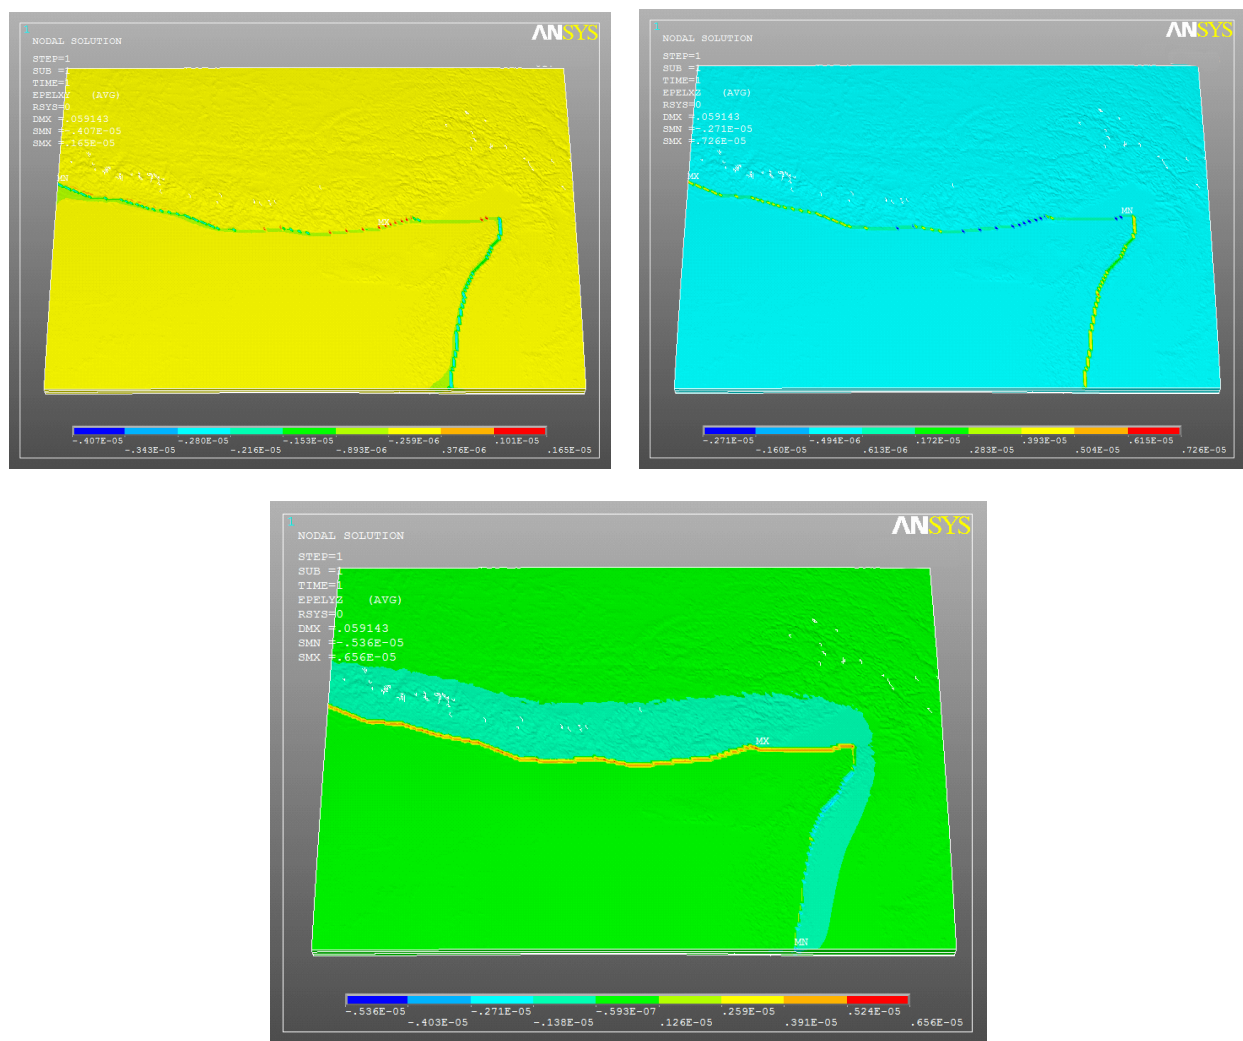 1
ANSYS
NODAL SOLUTION
STEP=1
SUB =1
TIME=1
EPELXY (AVG)
RSYS=0
DMX =.059143
SMN =-.407E-05
SMX =.165E-05
MN
MX
-.407E-05 -.280E-05 -.153E-05 -.259E-06 .101E-05
-.343E-05 -.216E-05 -.893E-06 .376E-06 .165E-05
1
ANSYS
NODAL SOLUTION
STEP=1
SUB =1
TIME=1
EPELXZ (AVG)
RSYS=0
DMX =.059143
SMN =-.271E-05
SMX =.726E-05
MX
MN
-.271E-05 -.494E-06 .172E-05 .393E-05 .615E-05
-.160E-05 .613E-06 .283E-05 .504E-05 .726E-05
1
ANSYS
NODAL SOLUTION
STEP=1
SUB =1
TIME=1
EPELYZ (AVG)
RSYS=0
DMX =.059143
SMN =-.536E-05
SMX =.656E-05
MX
MN
-.536E-05 -.271E-05 -.593E-07 .259E-05 .524E-05
-.403E-05 -.138E-05 .126E-05 .391E-05 .656E-05